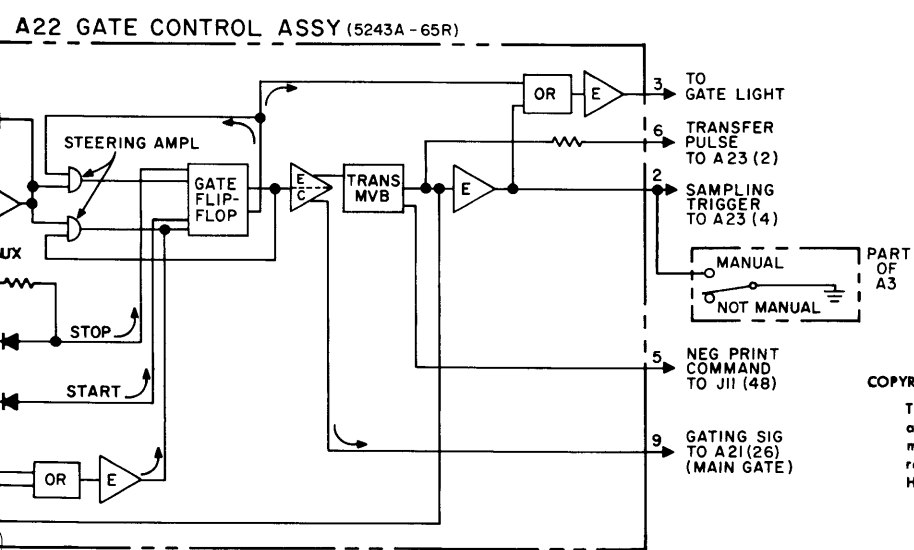 A22 GATE CONTROL ASSY (5243A-65R)
OR
E
3
TO
GATE LIGHT
6
TRANSFER
PULSE
TO A23 (2)
STEERING AMPL
GATE
FLIP-
FLOP
E
C
TRANS
MVB
E
2
SAMPLING
TRIGGER
TO A23 (4)
UX
MANUAL
NOT MANUAL
PART
OF
A3
STOP
START
5
NEG PRINT
COMMAND
TO J11 (48)
9
GATING SIG
TO A21 (26)
(MAIN GATE)
OR
E
COPYR
T
a
m
r
H